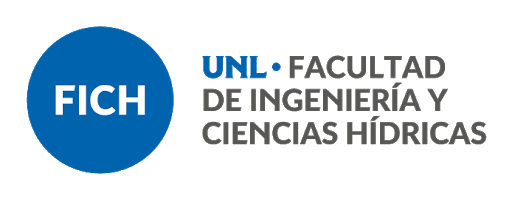 FICH
UNL • FACULTAD
DE INGENIERÍA Y
CIENCIAS HÍDRICAS